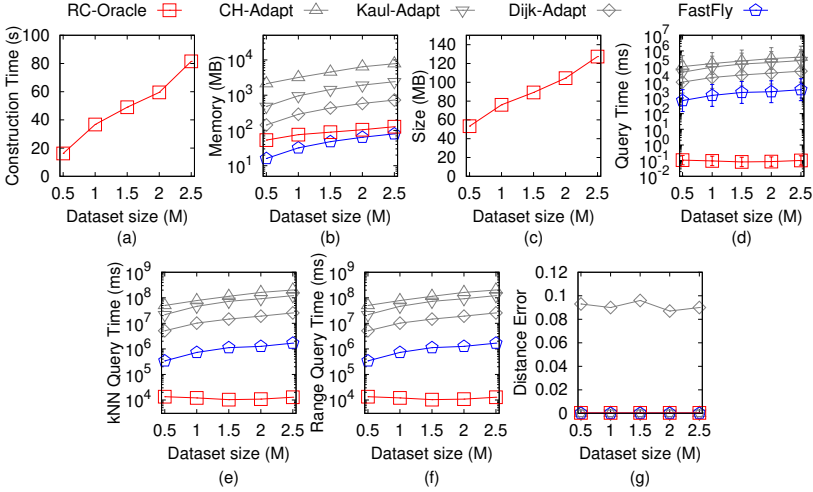 RC-Oracle CH-Adapt Kaul-Adapt Dijk-Adapt FastFly
Construction Time (s)
100
80
60
40
20
0
0.5 1 1.5 2 2.5
Dataset size (M)
(a)
Memory (MB)
10^4
10^3
10^2
10^1
0.5 1 1.5 2 2.5
Dataset size (M)
(b)
Size (MB)
140
120
100
80
60
40
20
0
0.5 1 1.5 2 2.5
Dataset size (M)
(c)
Query Time (ms)
10^7
10^6
10^5
10^4
10^3
10^2
10^1
10^0
10^-1
10^-2
0.5 1 1.5 2 2.5
Dataset size (M)
(d)
kNN Query Time (ms)
10^9
10^8
10^7
10^6
10^5
10^4
0.5 1 1.5 2 2.5
Dataset size (M)
(e)
Range Query Time (ms)
10^9
10^8
10^7
10^6
10^5
10^4
0.5 1 1.5 2 2.5
Dataset size (M)
(f)
Distance Error
0.12
0.1
0.08
0.06
0.04
0.02
0
0.5 1 1.5 2 2.5
Dataset size (M)
(g)